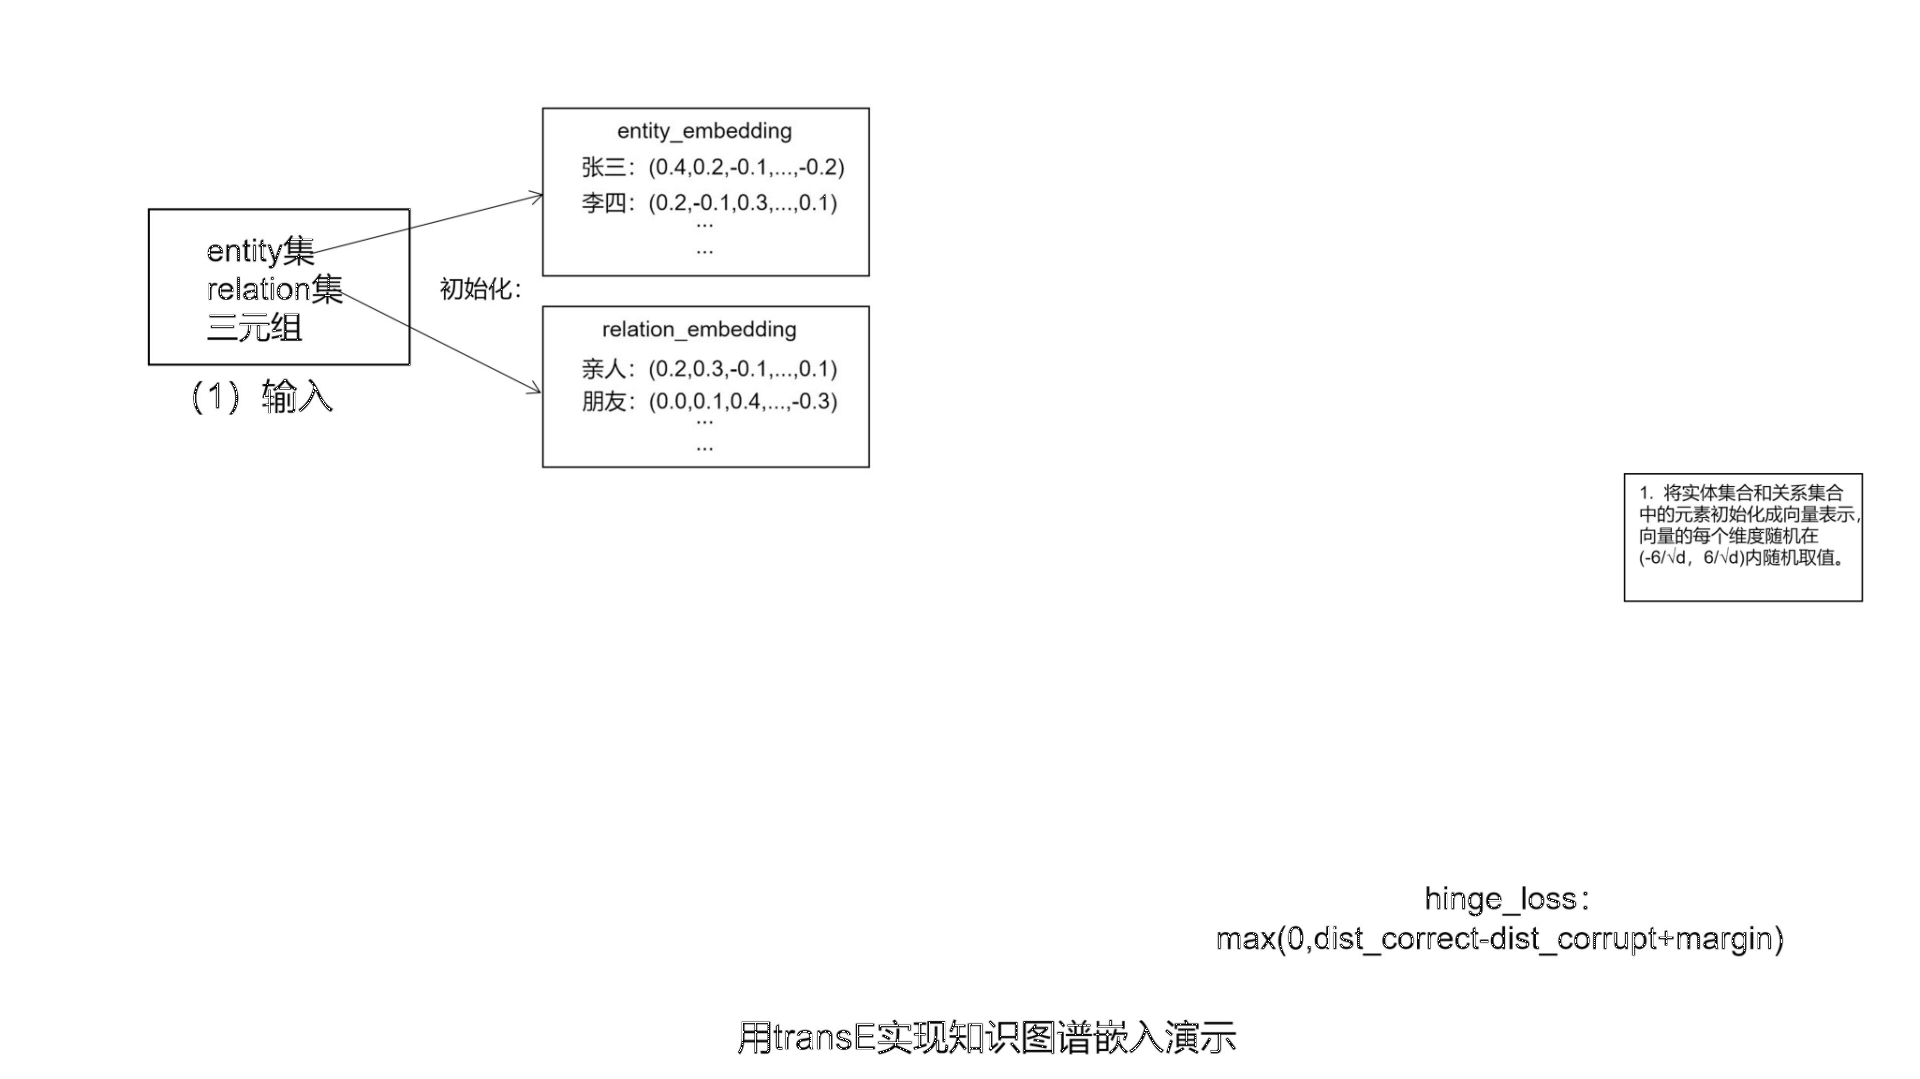 entity集
relation集
三元组
(1) 输入
初始化：
entity_embedding
张三：(0.4,0.2,-0.1,...,-0.2)
李四：(0.2,-0.1,0.3,...,0.1)
...
...
relation_embedding
亲人：(0.2,0.3,-0.1,...,0.1)
朋友：(0.0,0.1,0.4,...,-0.3)
...
...
1. 将实体集合和关系集合
中的元素初始化成向量表示，
向量的每个维度随机在
(-6/√d，6/√d)内随机取值。
hinge_loss：
max(0,dist_correct-dist_corrupt+margin)
用transE实现知识图谱嵌入演示